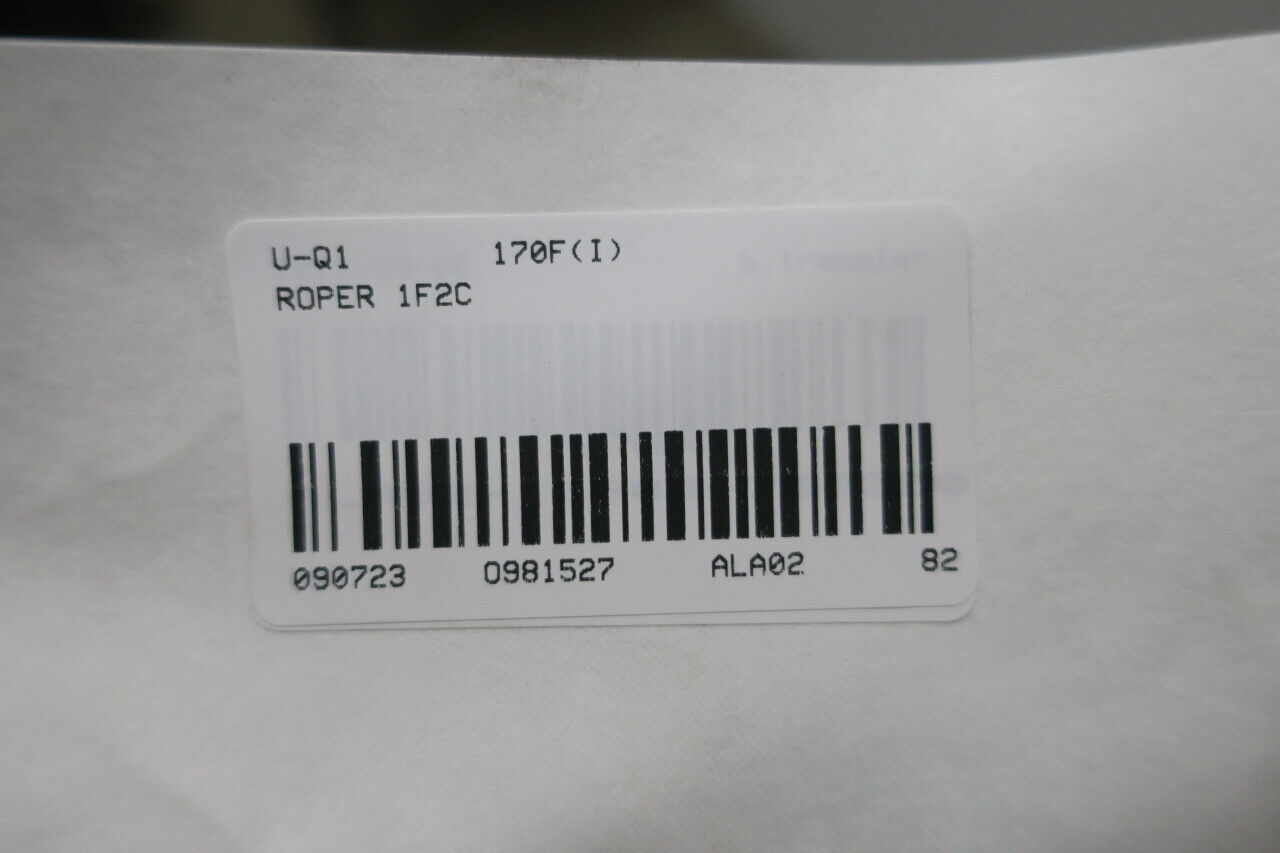 U-Q1 170F(I)
ROPER 1F2C
090723 0981527 ALA02 82